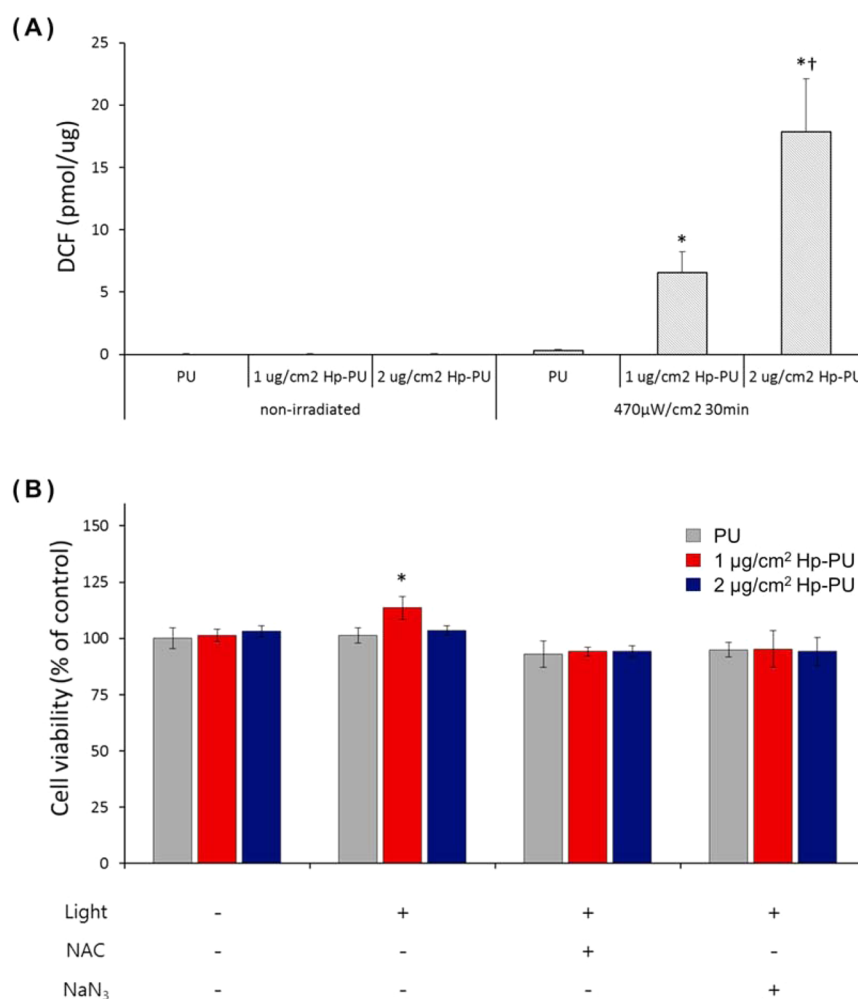 (A)
25
20
15
10
5
0
DCF (pmol/ug)
*
*†
PU
1 ug/cm2 Hp-PU
2 ug/cm2 Hp-PU
PU
1 ug/cm2 Hp-PU
2 ug/cm2 Hp-PU
non-irradiated
470μW/cm2 30min
(B)
150
125
100
75
50
25
0
Cell viability (% of control)
*
PU
1 μg/cm² Hp-PU
2 μg/cm² Hp-PU
Light - + + +
NAC - - + -
NaN₃ - - - +